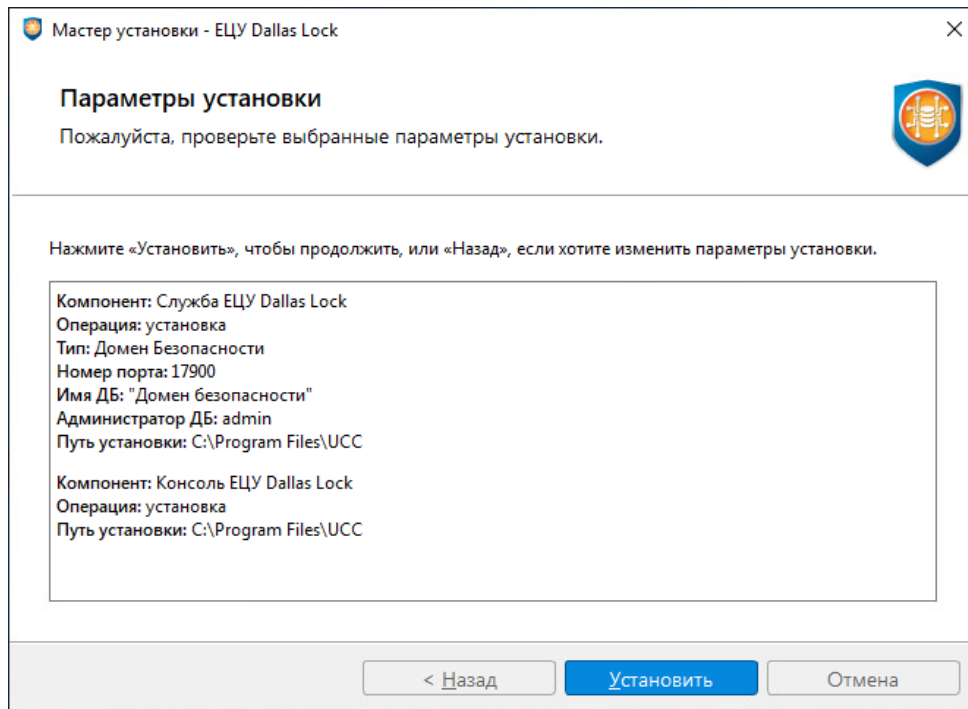 Мастер установки - ЕЦУ Dallas Lock
Параметры установки
Пожалуйста, проверьте выбранные параметры установки.
Нажмите «Установить», чтобы продолжить, или «Назад», если хотите изменить параметры установки.
Компонент: Служба ЕЦУ Dallas Lock
Операция: установка
Тип: Домен Безопасности
Номер порта: 17900
Имя ДБ: "Домен безопасности"
Администратор ДБ: admin
Путь установки: C:\Program Files\UCC
Компонент: Консоль ЕЦУ Dallas Lock
Операция: установка
Путь установки: C:\Program Files\UCC
< Назад
Установить
Отмена